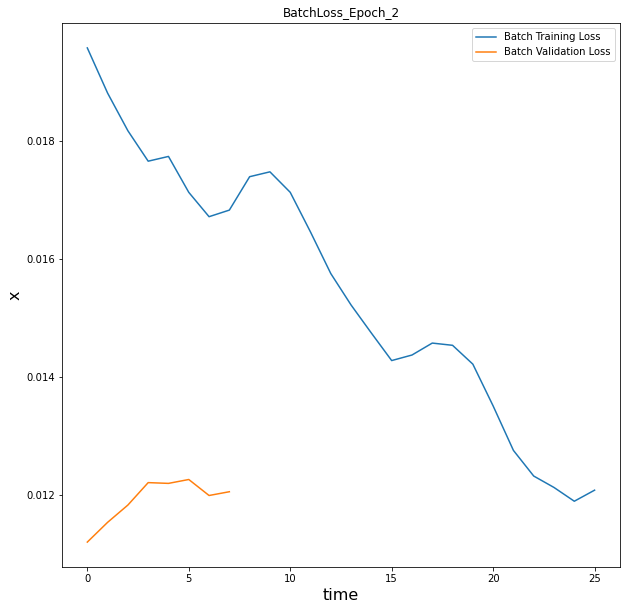 BatchLoss_Epoch_2
Batch Training Loss
Batch Validation Loss
0.018
0.016
0.014
0.012
x
0 5 10 15 20 25
time